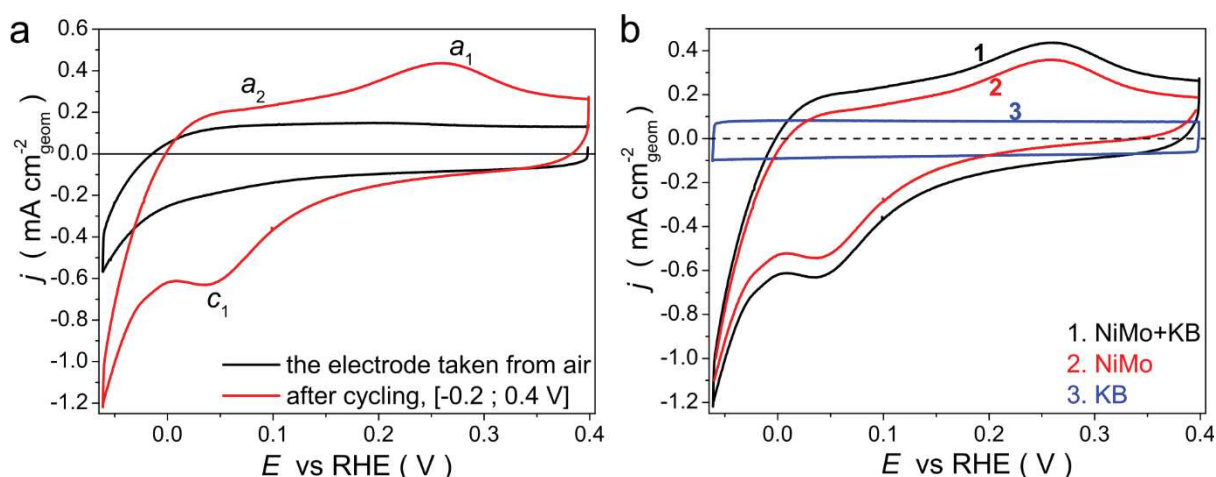 a
j ( mA cm⁻²geom )
0.6
0.4
0.2
0.0
-0.2
-0.4
-0.6
-0.8
-1.0
-1.2
a₁
a₂
c₁
the electrode taken from air
after cycling, [-0.2 ; 0.4 V]
0.0 0.1 0.2 0.3 0.4
E vs RHE ( V )
b
j ( mA cm⁻²geom )
0.4
0.2
0.0
-0.2
-0.4
-0.6
-0.8
-1.0
-1.2
1
2
3
1. NiMo+KB
2. NiMo
3. KB
0.0 0.1 0.2 0.3 0.4
E vs RHE ( V )